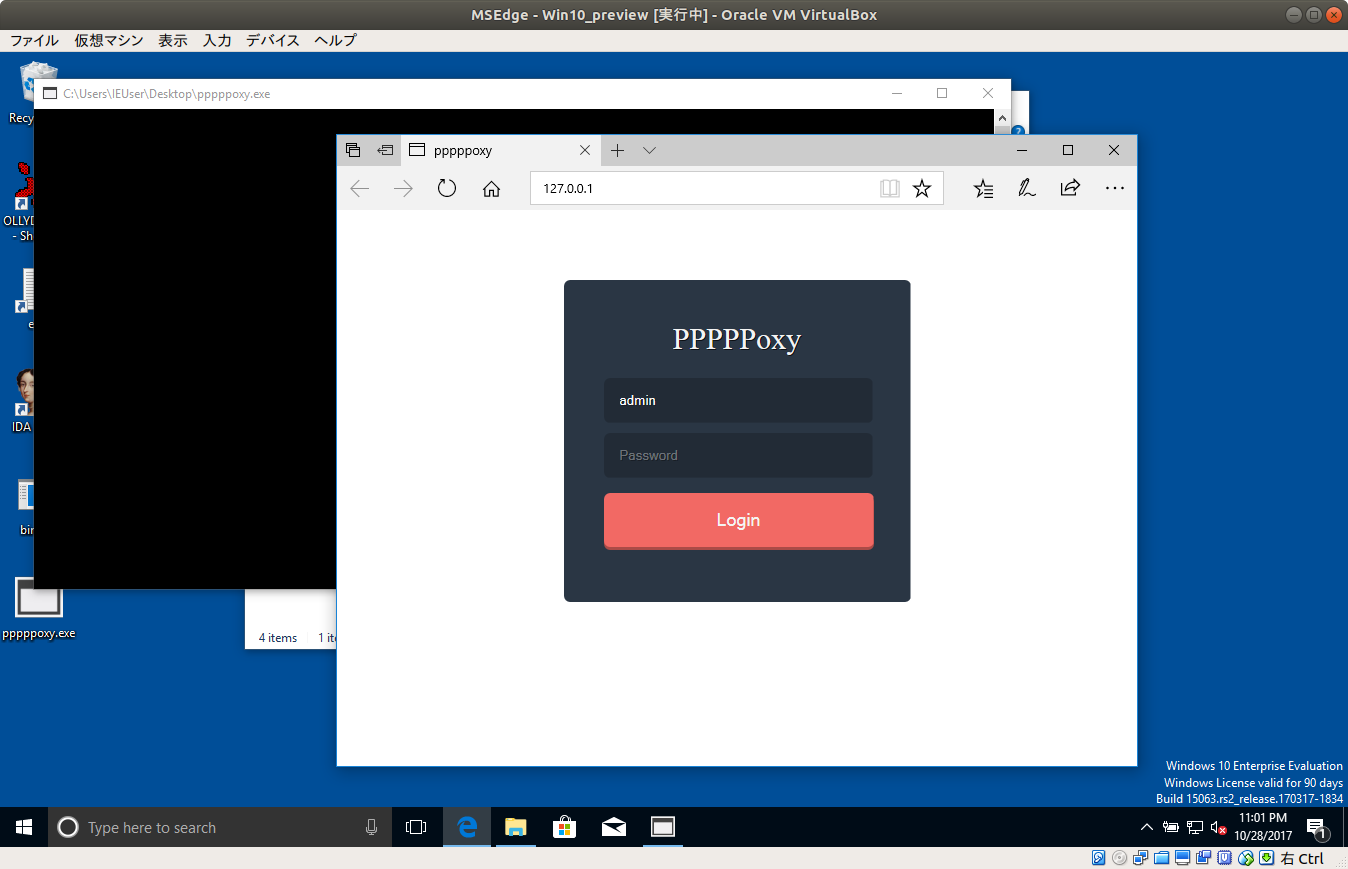 MSEdge - Win10_preview [実行中] - Oracle VM VirtualBox
ファイル 仮想マシン 表示 入力 デバイス ヘルプ
C:\Users\IEUser\Desktop\pppppoxy.exe
Recy
pppppoxy
127.0.0.1
OLLYD
- Sh
PPPPPoxy
admin
Password
Login
IDA
bin
pppppoxy.exe
4 items 1 ite
Windows 10 Enterprise Evaluation
Windows License valid for 90 days
Build 15063.rs2_release.170317-1834
Type here to search
11:01 PM
10/28/2017
1
右 Ctrl